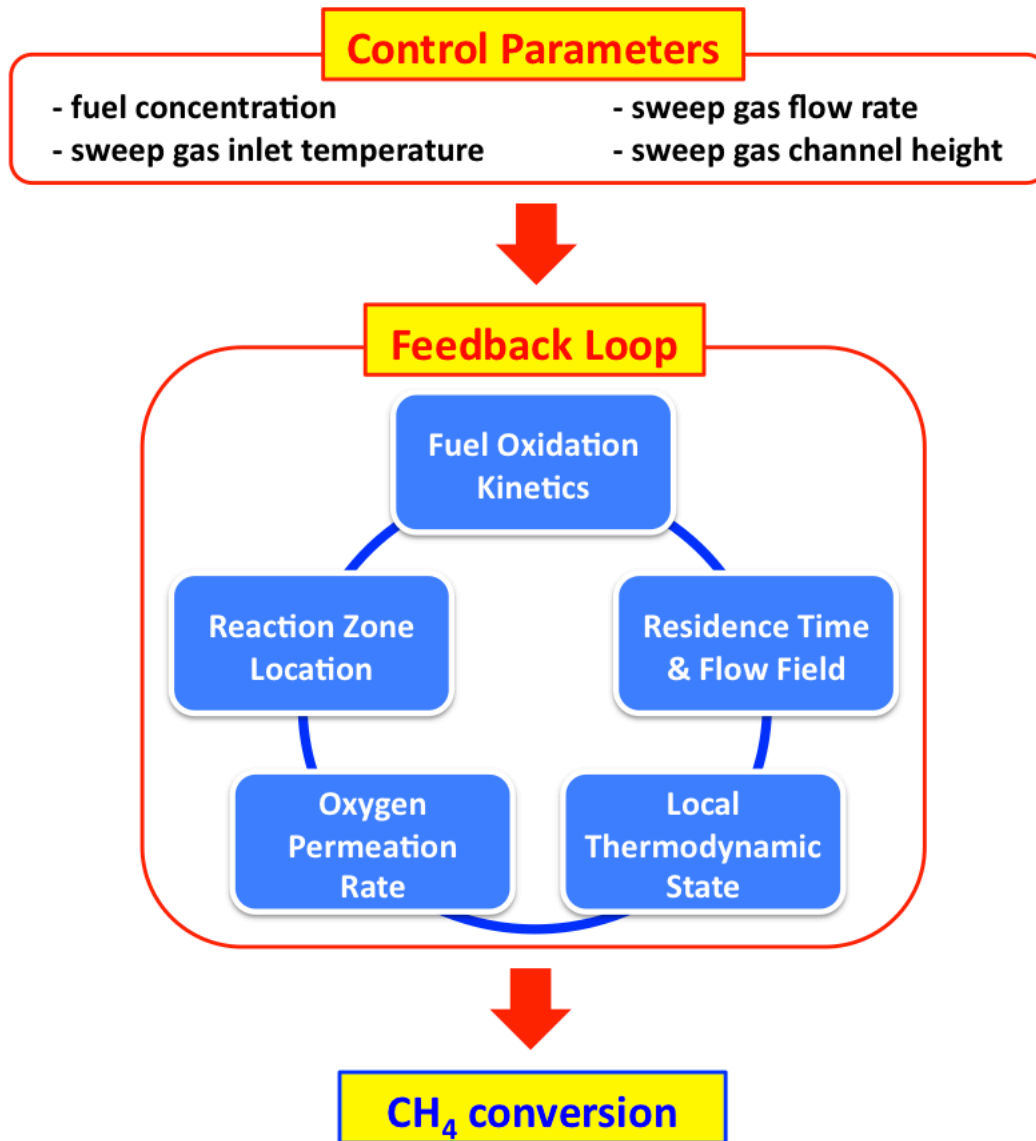 Control Parameters
- fuel concentration
- sweep gas inlet temperature
- sweep gas flow rate
- sweep gas channel height
Feedback Loop
Fuel Oxidation
Kinetics
Reaction Zone
Location
Residence Time
& Flow Field
Oxygen
Permeation
Rate
Local
Thermodynamic
State
CH₄ conversion